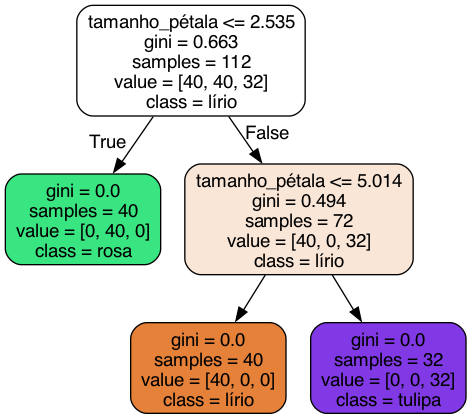 tamanho_pétala <= 2.535
gini = 0.663
samples = 112
value = [40, 40, 32]
class = lírio
True
False
gini = 0.0
samples = 40
value = [0, 40, 0]
class = rosa
tamanho_pétala <= 5.014
gini = 0.494
samples = 72
value = [40, 0, 32]
class = lírio
gini = 0.0
samples = 40
value = [40, 0, 0]
class = lírio
gini = 0.0
samples = 32
value = [0, 0, 32]
class = tulipa